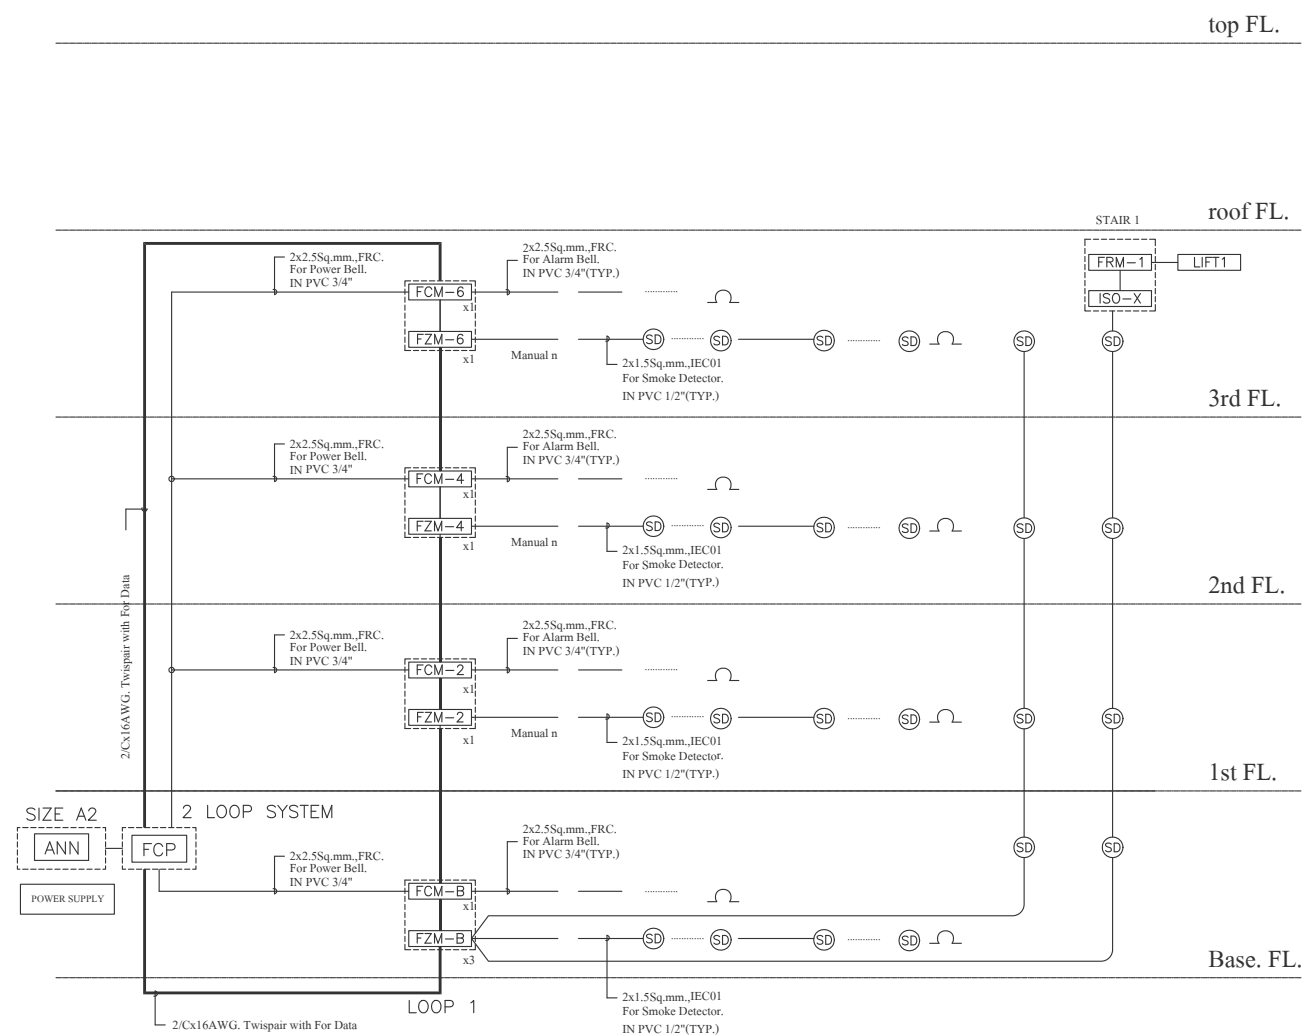 top FL.
roof FL.
STAIR 1
FRM-1
LIFT1
ISO-X
2x2.5Sq.mm.,FRC.
For Power Bell.
IN PVC 3/4"
2x2.5Sq.mm.,FRC.
For Alarm Bell.
IN PVC 3/4"(TYP.)
FCM-6
x1
FZM-6
x1
Manual n
SD
SD
SD
SD
SD
SD
2x1.5Sq.mm.,IEC01
For Smoke Detector.
IN PVC 1/2"(TYP.)
3rd FL.
2x2.5Sq.mm.,FRC.
For Power Bell.
IN PVC 3/4"
2x2.5Sq.mm.,FRC.
For Alarm Bell.
IN PVC 3/4"(TYP.)
FCM-4
x1
FZM-4
x1
Manual n
SD
SD
SD
SD
SD
SD
2x1.5Sq.mm.,IEC01
For Smoke Detector.
IN PVC 1/2"(TYP.)
2nd FL.
2/Cx16AWG. Twispair with For Data
2x2.5Sq.mm.,FRC.
For Power Bell.
IN PVC 3/4"
2x2.5Sq.mm.,FRC.
For Alarm Bell.
IN PVC 3/4"(TYP.)
FCM-2
x1
FZM-2
x1
Manual n
SD
SD
SD
SD
SD
SD
2x1.5Sq.mm.,IEC01
For Smoke Detector.
IN PVC 1/2"(TYP.)
1st FL.
SIZE A2
2 LOOP SYSTEM
ANN
FCP
POWER SUPPLY
2x2.5Sq.mm.,FRC.
For Power Bell.
IN PVC 3/4"
2x2.5Sq.mm.,FRC.
For Alarm Bell.
IN PVC 3/4"(TYP.)
SD
SD
FCM-B
x1
FZM-B
x3
SD
SD
SD
SD
Base. FL.
LOOP 1
2x1.5Sq.mm.,IEC01
For Smoke Detector.
IN PVC 1/2"(TYP.)
2/Cx16AWG. Twispair with For Data